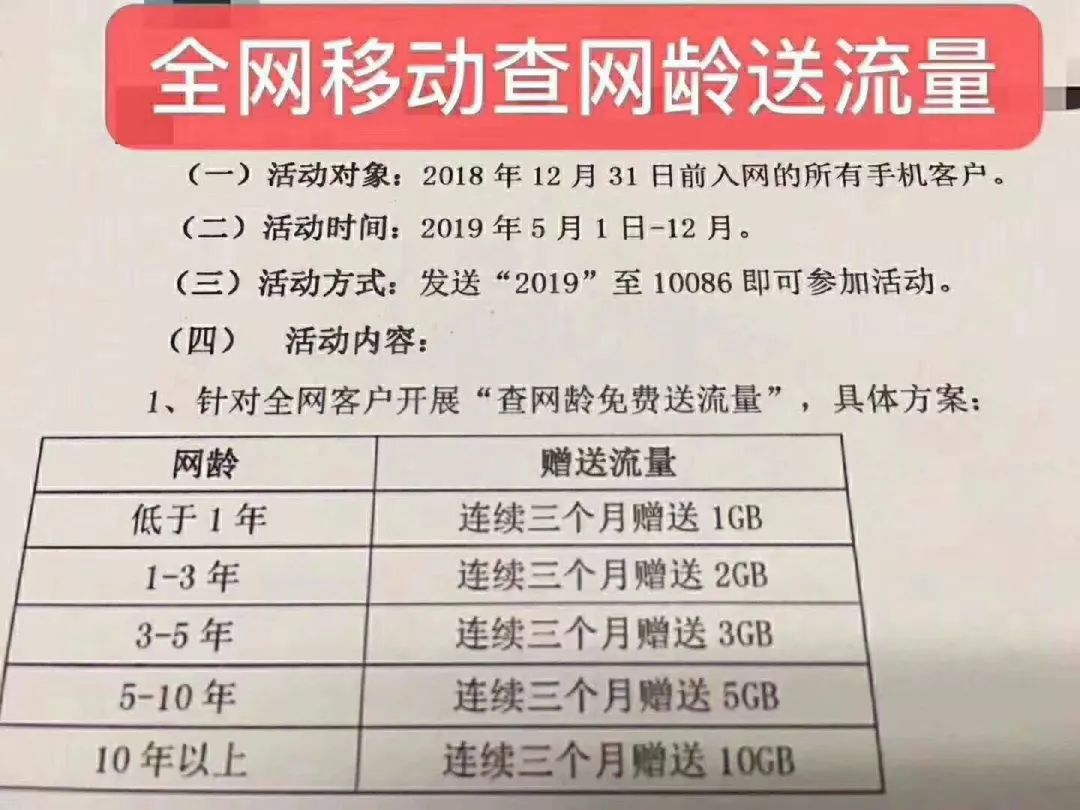 全网移动查网龄送流量
（一）活动对象：2018 年 12 月 31 日前入网的所有手机客户。
（二）活动时间：2019 年 5 月 1 日-12 月。
（三）活动方式：发送“2019”至 10086 即可参加活动。
（四） 活动内容：
1、针对全网客户开展“查网龄免费送流量”，具体方案：
网龄 赠送流量
低于 1 年 连续三个月赠送 1GB
1-3 年 连续三个月赠送 2GB
3-5 年 连续三个月赠送 3GB
5-10 年 连续三个月赠送 5GB
10 年以上 连续三个月赠送 10GB